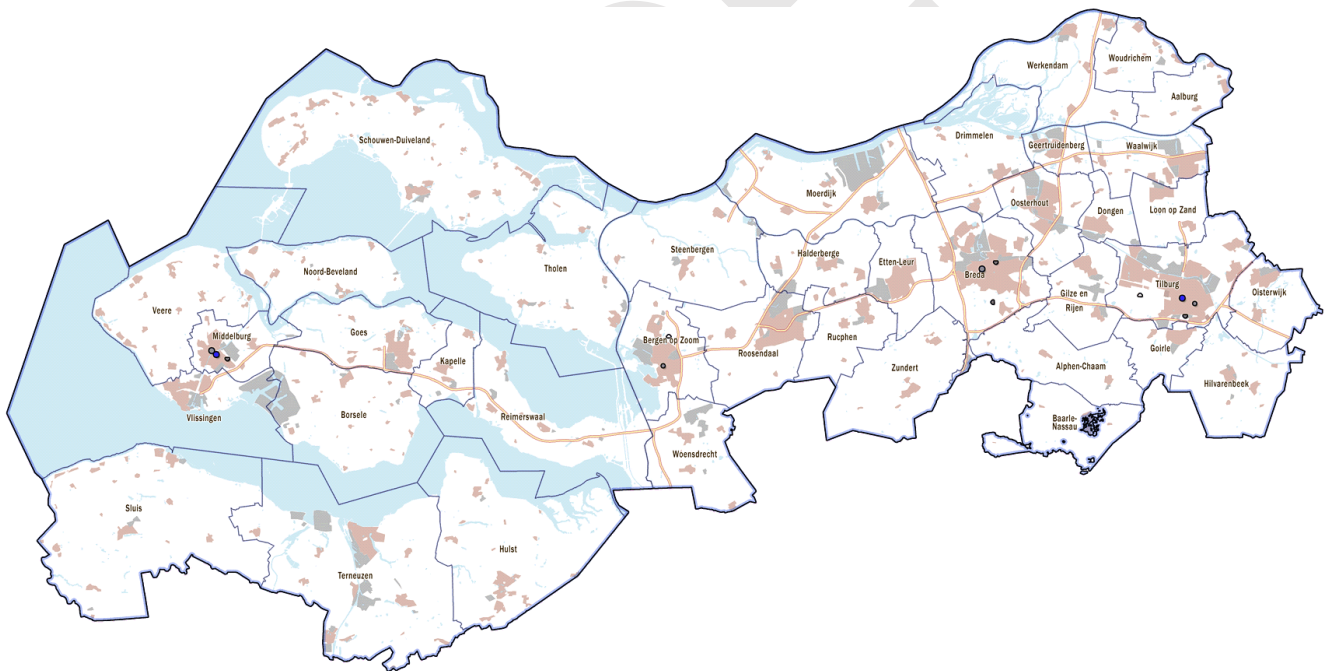 Werkendam
Woudrichem
Aalburg
Drimmelen
Schouwen-Duiveland
Geertruidenberg
Waalwijk
Moerdijk
Oosterhout
Dongen
Loon op Zand
Steenbergen
Halderberge
Etten-Leur
Noord-Beveland
Tholen
Breda
Tilburg
Oisterwijk
Gilze en
Rijen
Veere
Middelburg
Goes
Bergen op Zoom
Rucphen
Roosendaal
Goirle
Kapelle
Zundert
Alphen-Chaam
Hilvarenbeek
Vlissingen
Borsele
Reimerswaal
Baarle-
Nassau
Woensdrecht
Sluis
Hulst
Terneuzen